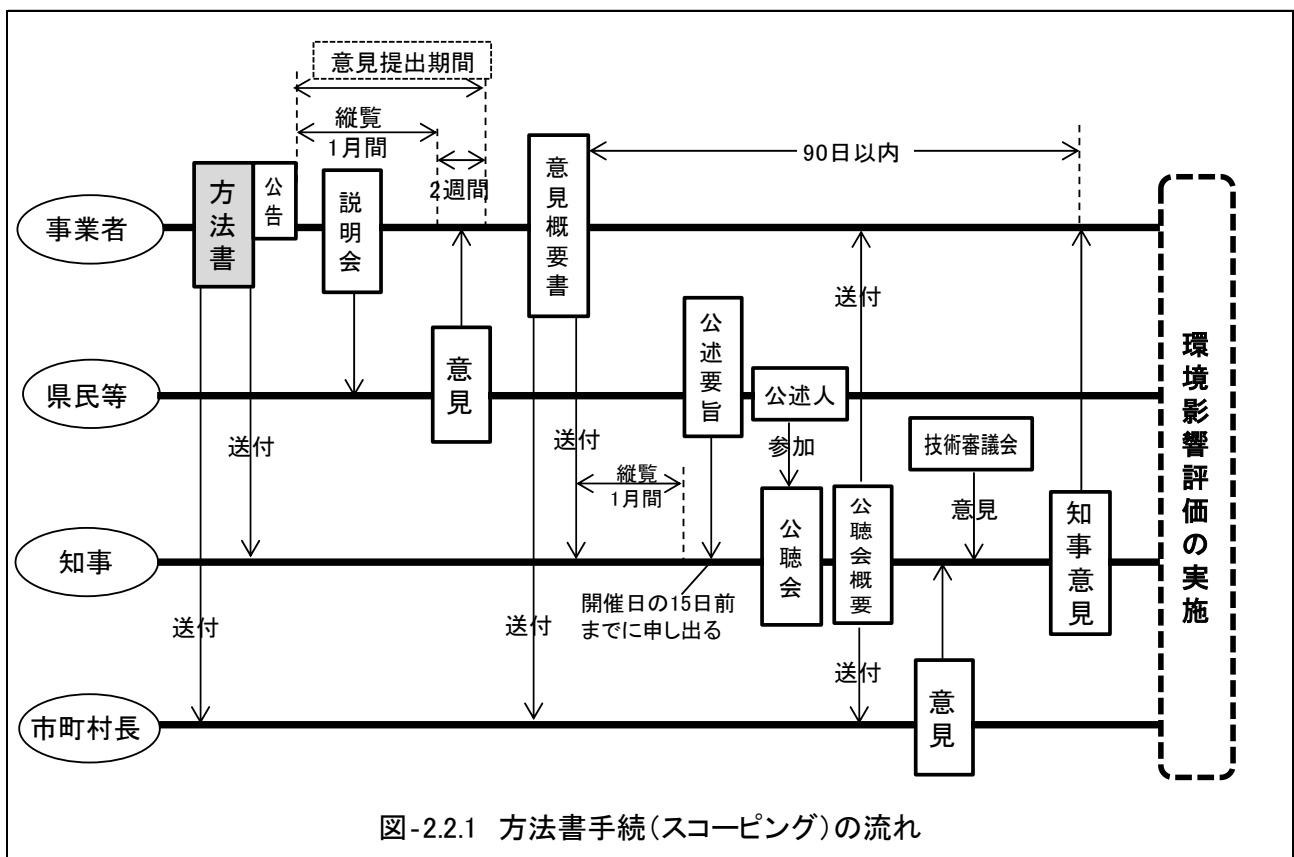 意見提出期間
縦覧
1月間
2週間
90日以内
事業者
方法書
公告
説明会
意見概要書
送付
県民等
意見
公述要旨
公述人
参加
技術審議会
送付
送付
縦覧
1月間
意見
知事
公聴会
公聴会概要
知事意見
開催日の15日前
までに申し出る
送付
送付
送付
市町村長
意見
環境影響評価の実施
図-2.2.1 方法書手続(スコーピング)の流れ